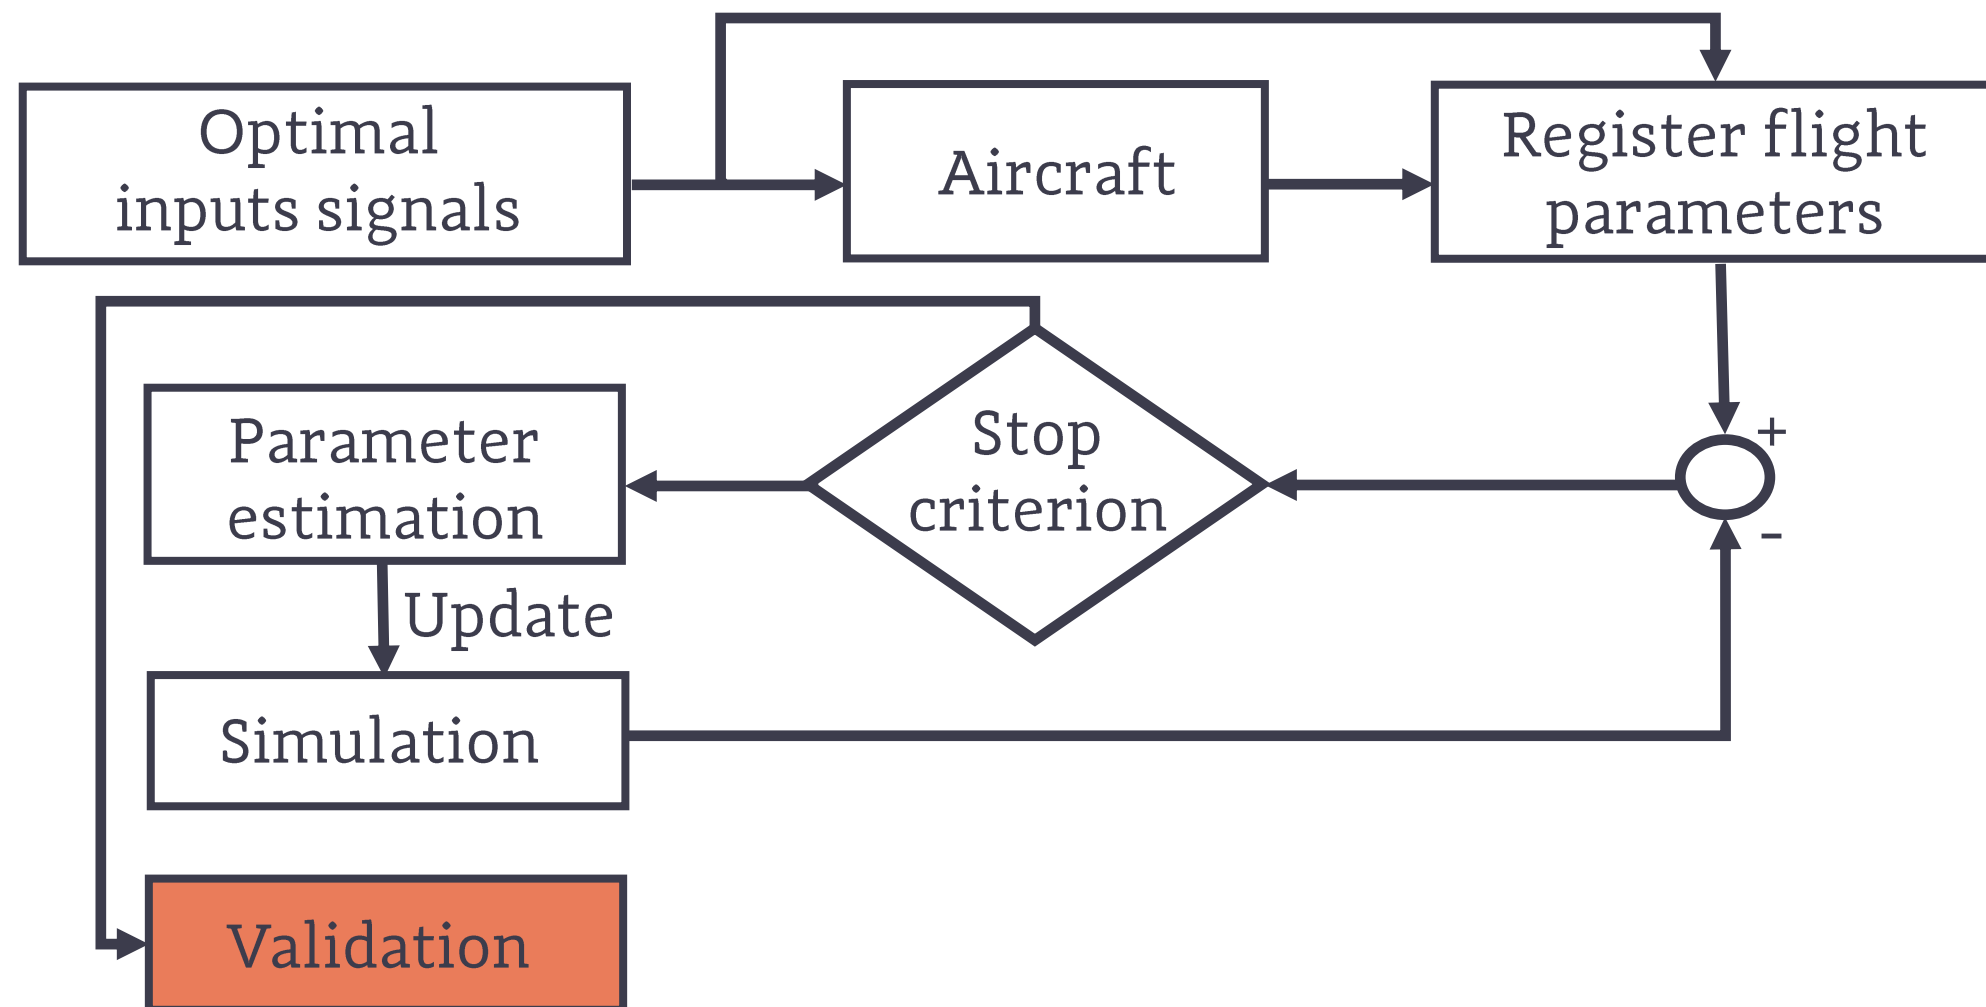 Optimal
inputs signals
Aircraft
Register flight
parameters
+
-
Stop
criterion
Parameter
estimation
Update
Simulation
Validation